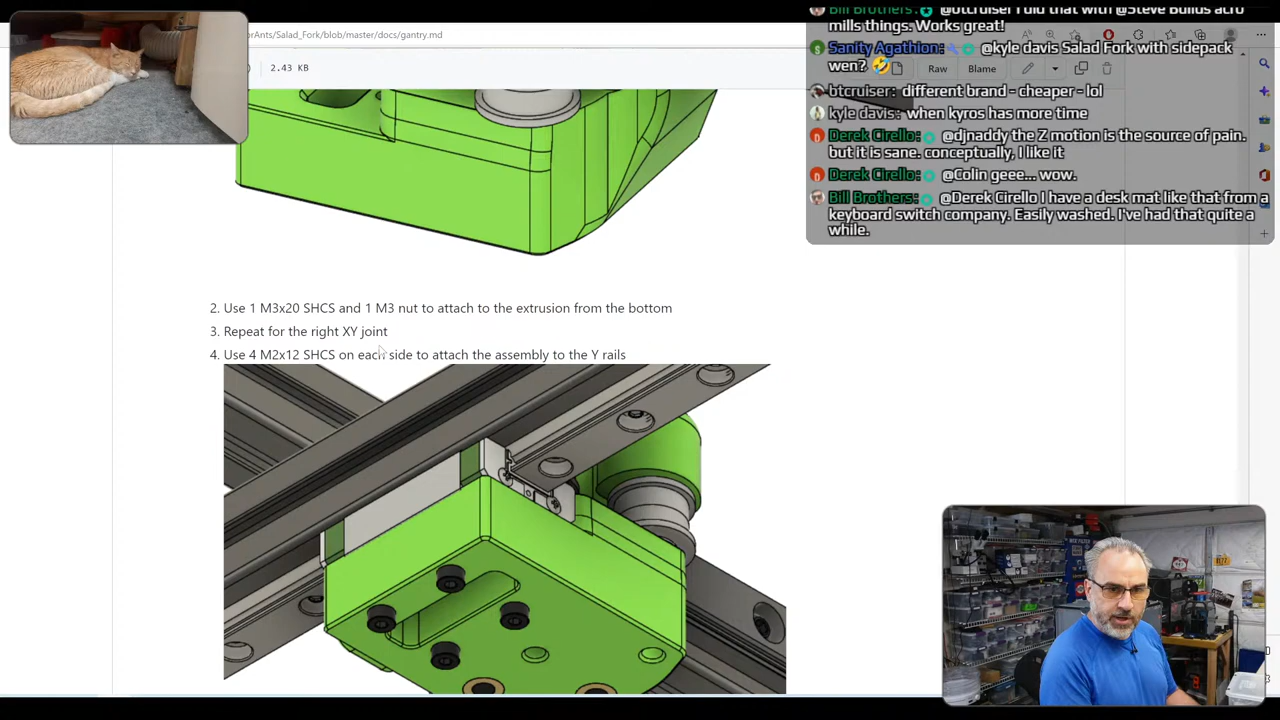 orAnts/Salad_Fork/blob/master/docs/gantry.md
2.43 KB
Raw
Blame
2. Use 1 M3x20 SHCS and 1 M3 nut to attach to the extrusion from the bottom
3. Repeat for the right XY joint
4. Use 4 M2x12 SHCS on each side to attach the assembly to the Y rails
Bill Brothers: @btcruiser I did that with @Steve Builds acro
mills things. Works great!
Sanity Agathion: @kyle davis Salad Fork with sidepack
wen? 🤣
btcruiser: different brand - cheaper - lol
kyle davis: when kyros has more time
Derek Cirello: @djnaddy the Z motion is the source of pain.
but it is sane. conceptually, I like it
Derek Cirello: @Colin geee... wow.
Bill Brothers: @Derek Cirello I have a desk mat like that from a
keyboard switch company. Easily washed. I've had that quite a
while.